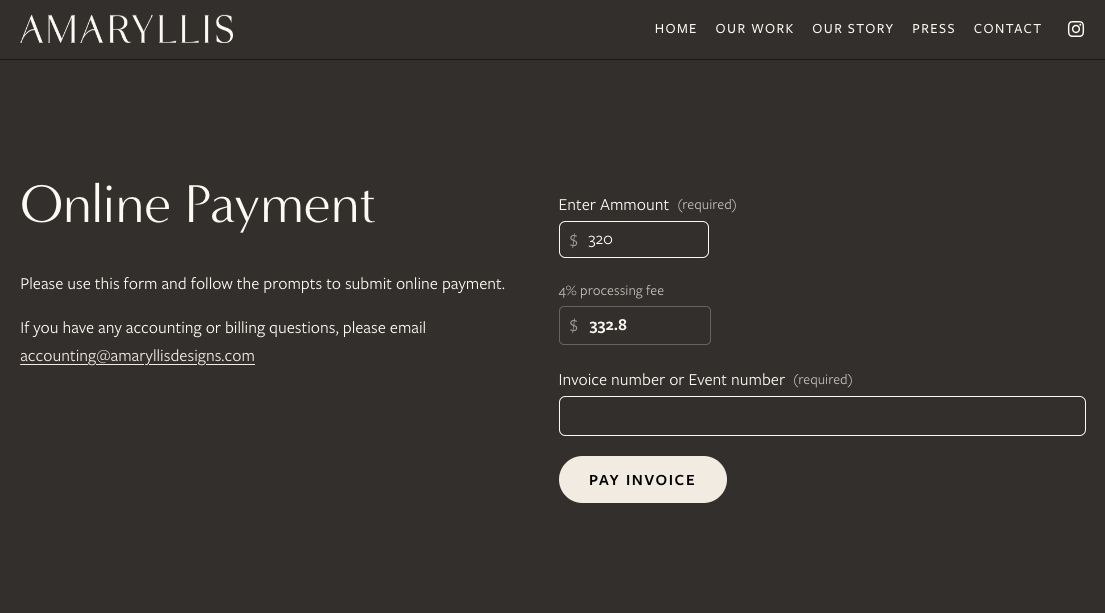 AMARYLLIS
HOME OUR WORK OUR STORY PRESS CONTACT
Online Payment
Please use this form and follow the prompts to submit online payment.
If you have any accounting or billing questions, please email
accounting@amaryllisdesigns.com
Enter Ammount (required)
$ 320
4% processing fee
$ 332.8
Invoice number or Event number (required)
PAY INVOICE